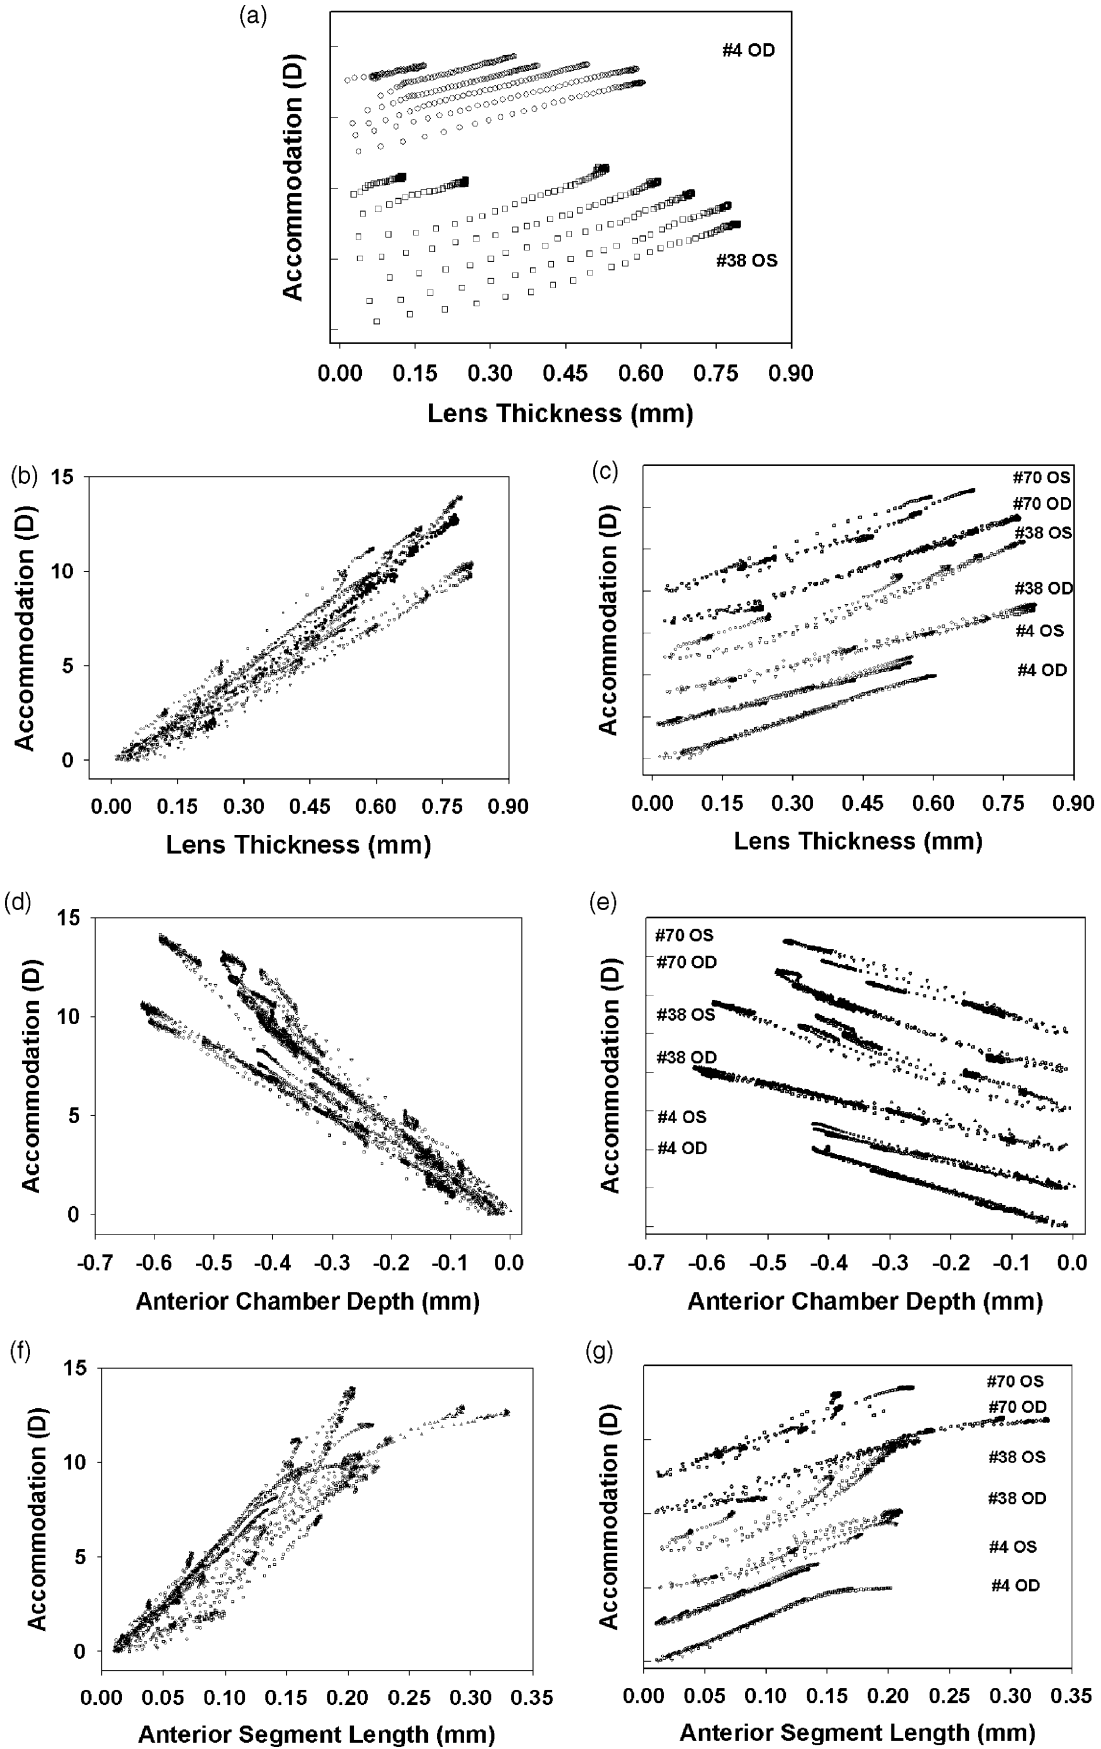 (a)
Accommodation (D)
#4 OD
#38 OS
0.00 0.15 0.30 0.45 0.60 0.75 0.90
Lens Thickness (mm)
(b)
Accommodation (D)
15
10
5
0
0.00 0.15 0.30 0.45 0.60 0.75 0.90
Lens Thickness (mm)
(c)
Accommodation (D)
#70 OS
#70 OD
#38 OS
#38 OD
#4 OS
#4 OD
0.00 0.15 0.30 0.45 0.60 0.75 0.90
Lens Thickness (mm)
(d)
Accommodation (D)
15
10
5
0
-0.7 -0.6 -0.5 -0.4 -0.3 -0.2 -0.1 0.0
Anterior Chamber Depth (mm)
(e)
Accommodation (D)
#70 OS
#70 OD
#38 OS
#38 OD
#4 OS
#4 OD
-0.7 -0.6 -0.5 -0.4 -0.3 -0.2 -0.1 0.0
Anterior Chamber Depth (mm)
(f)
Accommodation (D)
15
10
5
0
0.00 0.05 0.10 0.15 0.20 0.25 0.30 0.35
Anterior Segment Length (mm)
(g)
Accommodation (D)
#70 OS
#70 OD
#38 OS
#38 OD
#4 OS
#4 OD
0.00 0.05 0.10 0.15 0.20 0.25 0.30 0.35
Anterior Segment Length (mm)